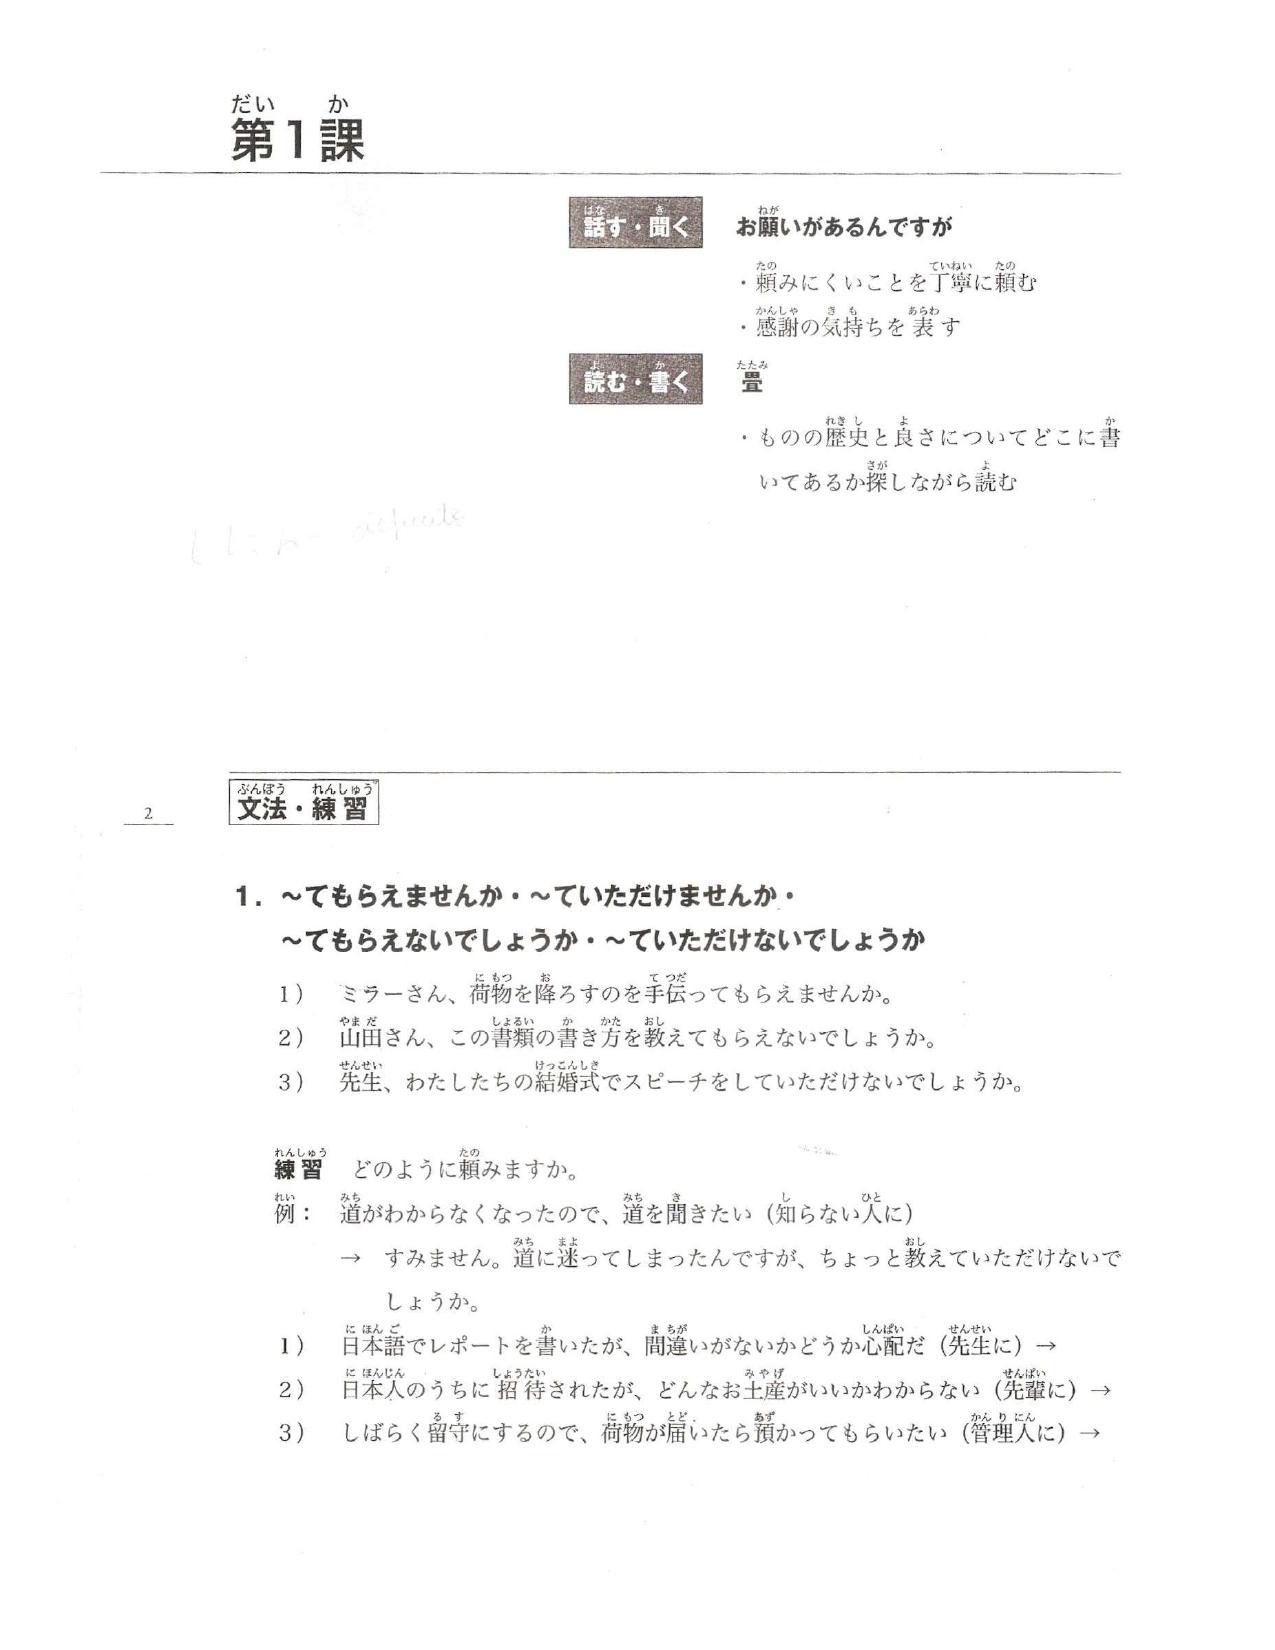 だい か
第1課
話す・聞く お願いがあるんですが
・頼みにくいことを丁寧に頼む
・感謝の気持ちを表す
読む・書く 畳
・ものの歴史と良さについてどこに書
いてあるか探しながら読む
2
文法・練習
1. ～てもらえませんか・～ていただけませんか・
～てもらえないでしょうか・～ていただけないでしょうか
1) ミラーさん、荷物を降ろすのを手伝ってもらえませんか。
2) 山田さん、この書類の書き方を教えてもらえないでしょうか。
3) 先生、わたしたちの結婚式でスピーチをしていただけないでしょうか。
練習 どのように頼みますか。
例: 道がわからなくなったので、道を聞きたい(知らない人に)
→ すみません。道に迷ってしまったんですが、ちょっと教えていただけないで
しょうか。
1) 日本語でレポートを書いたが、間違いがないかどうか心配だ(先生に)→
2) 日本人のうちに招待されたが、どんなお土産がいいかわからない(先輩に)→
3) しばらく留守にするので、荷物が届いたら預かってもらいたい(管理人に)→